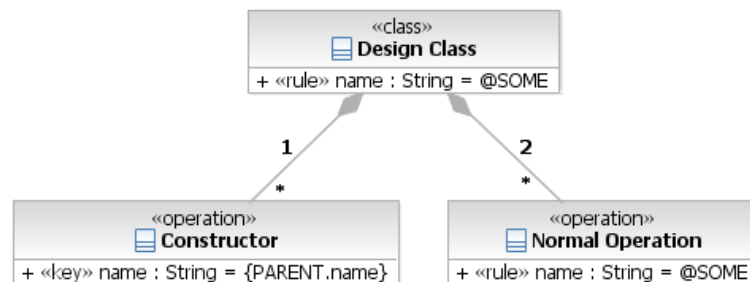 «class»
Design Class
+ «rule» name : String = @SOME
1
2
*
*
«operation»
Constructor
+ «key» name : String = {PARENT.name}
«operation»
Normal Operation
+ «rule» name : String = @SOME